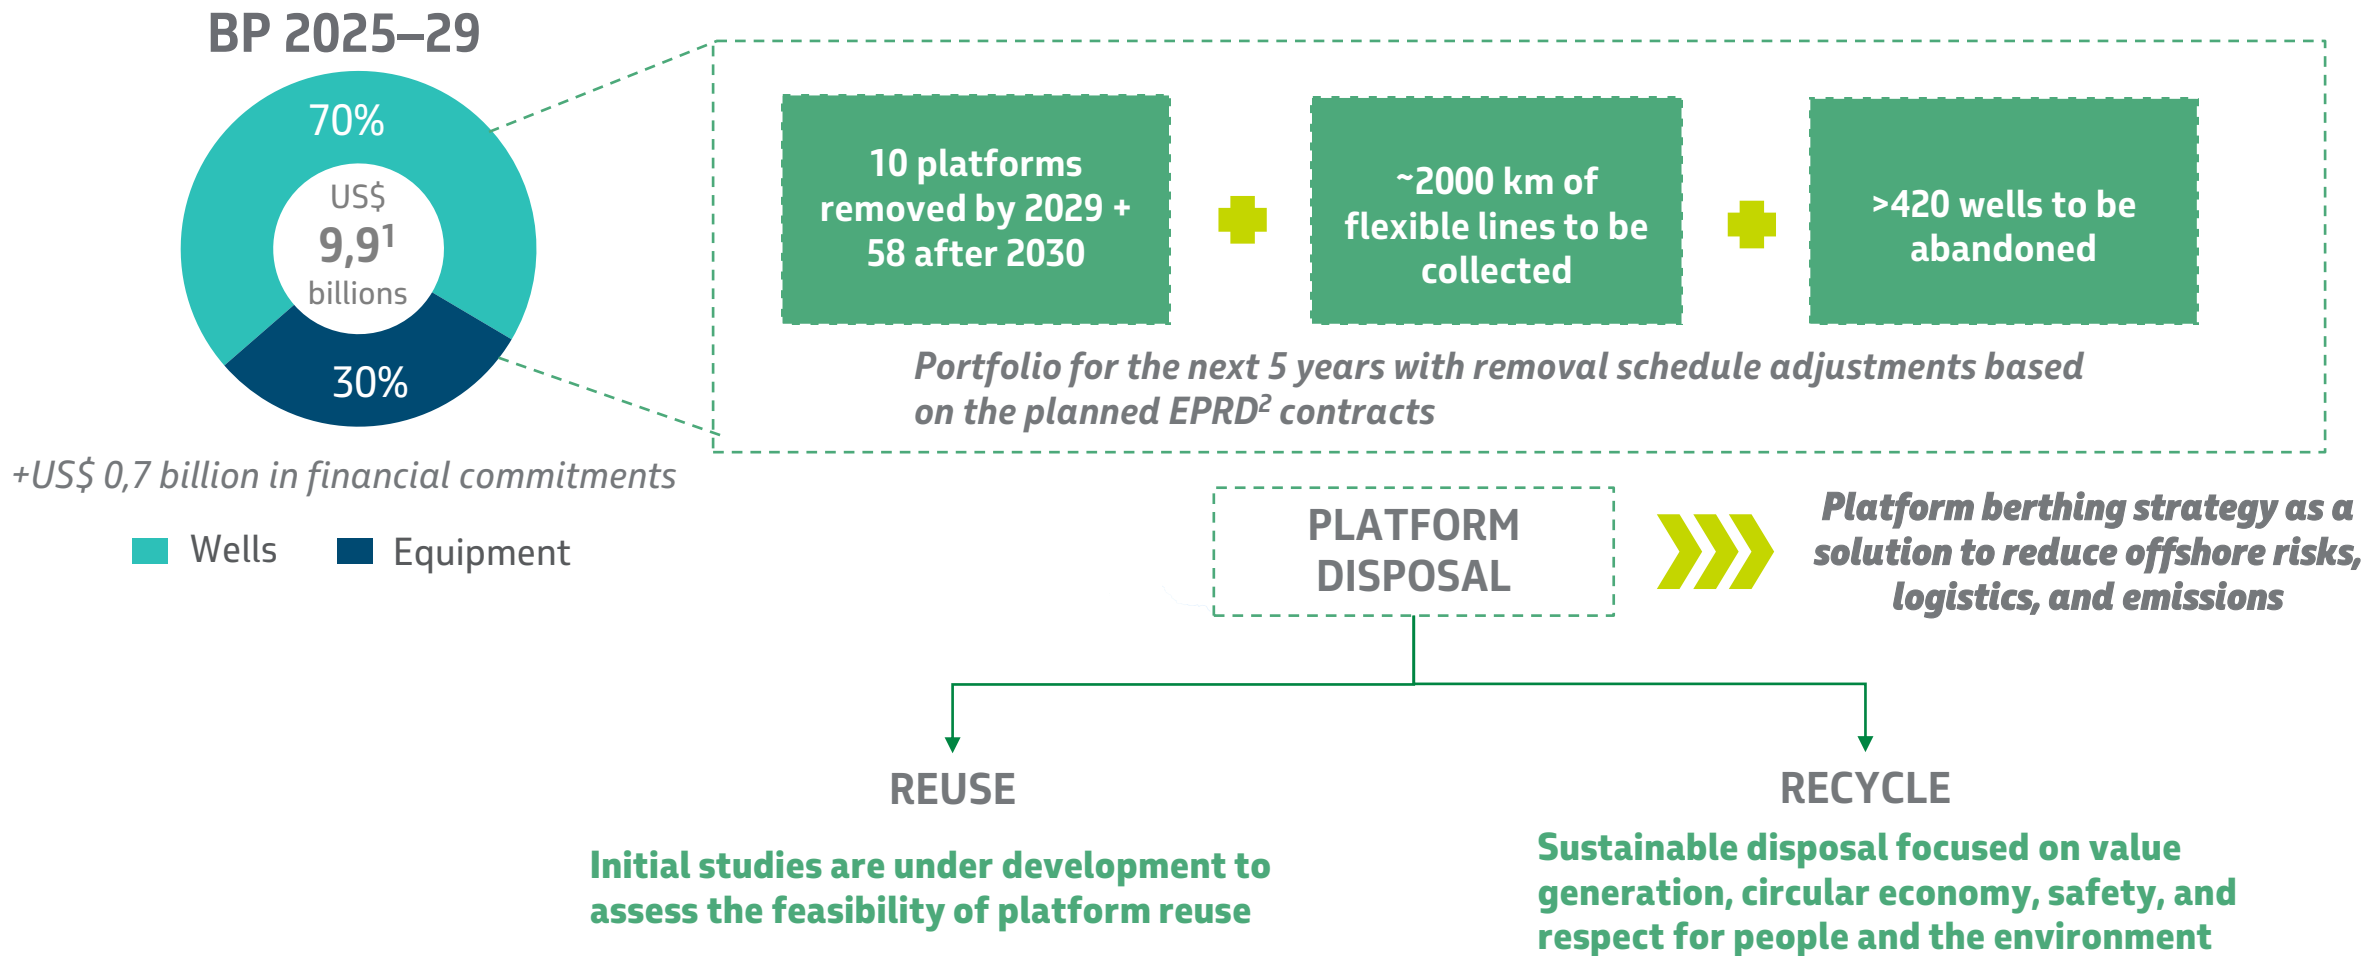 BP 2025–29
70%
US$
9,9¹
billions
30%
+US$ 0,7 billion in financial commitments
Wells
Equipment
10 platforms
removed by 2029 +
58 after 2030
~2000 km of
flexible lines to be
collected
>420 wells to be
abandoned
Portfolio for the next 5 years with removal schedule adjustments based
on the planned EPRD² contracts
PLATFORM
DISPOSAL
Platform berthing strategy as a
solution to reduce offshore risks,
logistics, and emissions
REUSE
Initial studies are under development to
assess the feasibility of platform reuse
RECYCLE
Sustainable disposal focused on value
generation, circular economy, safety, and
respect for people and the environment